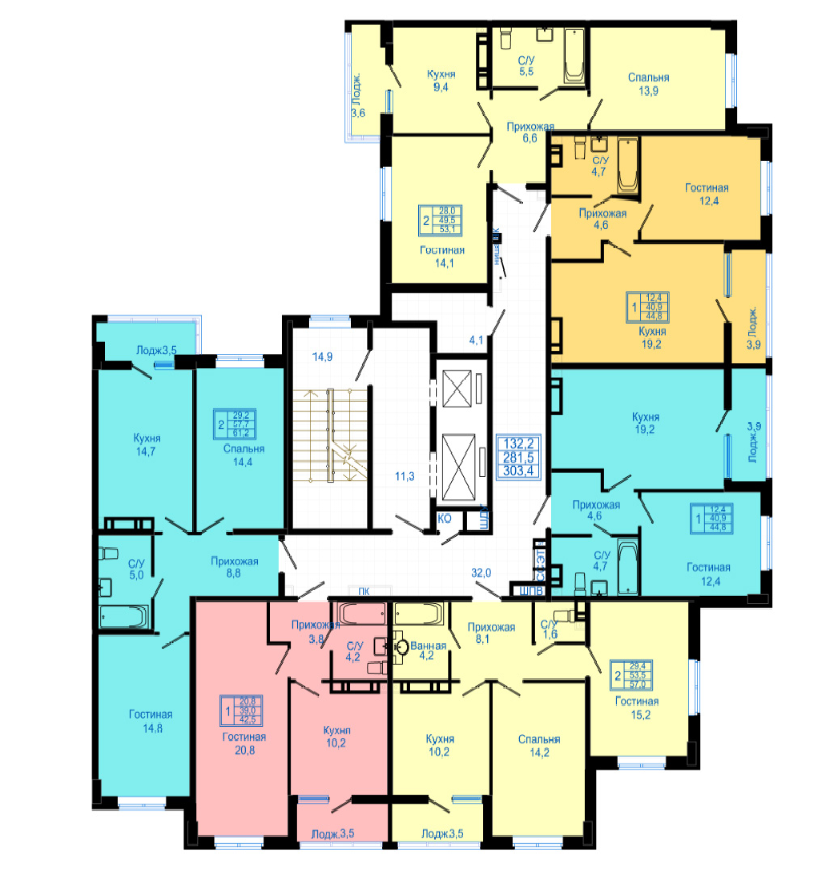 Лодж.
3,6
Кухня
9,4
С/У
5,5
Спальня
13,9
Прихожая
6,6
2
28,0
49,5
53,1
Гостиная
14,1
С/У
4,7
Гостиная
12,4
Прихожая
4,6
1
12,4
40,9
44,8
Кухня
19,2
Лодж.
3,9
ПК
ниша
4,1
14,9
11,3
132,2
281,5
303,4
КО
32,0
ПК
ШПВ
Лодж3,5
Кухня
14,7
2
29,2
57,7
61,2
Спальня
14,4
С/У
5,0
Прихожая
8,8
Гостиная
14,8
Кухня
19,2
Лодж.
3,9
Прихожая
4,6
1
12,4
40,9
44,8
Гостиная
12,4
С/У
4,7
Прихожая
3,8
С/У
4,2
1
20,8
39,0
42,5
Гостиная
20,8
Кухня
10,2
Лодж.3,5
Ванная
4,2
Прихожая
8,1
С/У
1,6
2
29,4
53,5
57,0
Гостиная
15,2
Кухня
10,2
Спальня
14,2
Лодж.3,5